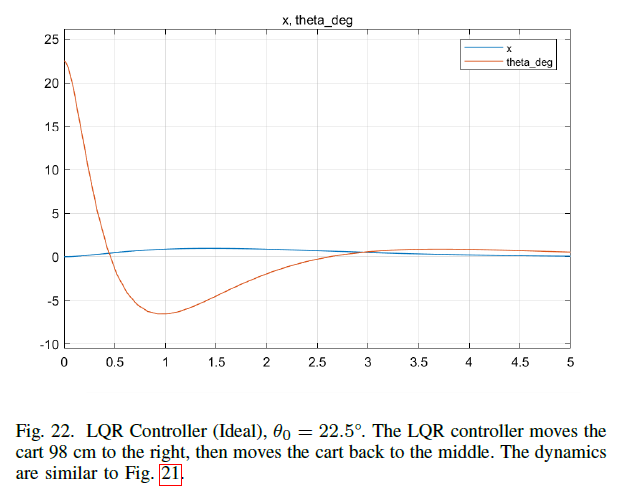 x, theta_deg
25
20
15
10
5
0
-5
-10
x
theta_deg
0 0.5 1 1.5 2 2.5 3 3.5 4 4.5 5
Fig. 22. LQR Controller (Ideal), θ0 = 22.5°. The LQR controller moves the
cart 98 cm to the right, then moves the cart back to the middle. The dynamics
are similar to Fig. 21.